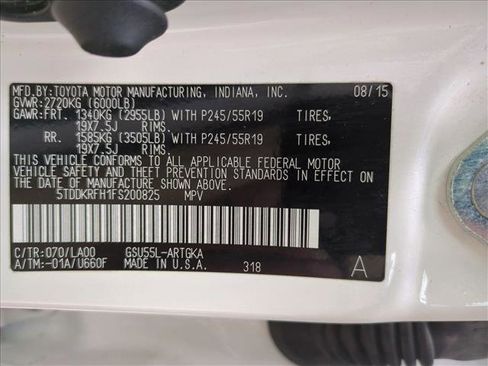 MFD.BY:TOYOTA MOTOR MANUFACTURING, INDIANA, INC. 08/15
GVWR:2720KG (6000LB)
GAWR:FRT. 1340KG (2955LB)WITH P245/55R19 TIRES,
19X7.5J RIMS.
RR. 1585KG (3505LB)WITH P245/55R19 TIRES,
19X7.5J RIMS.
THIS VEHICLE CONFORMS TO ALL APPLICABLE FEDERAL MOTOR
VEHICLE SAFETY AND THEFT PREVENTION STANDARDS IN EFFECT ON
THE DATE OF MANUFACTURE SHOWN ABOVE.
5TDDKRFH1FS200825 MPV
C/TR:070/LA00 GSU55L-ARTGKA
A/TM:-01A/U660F MADE IN U.S.A. 318 A